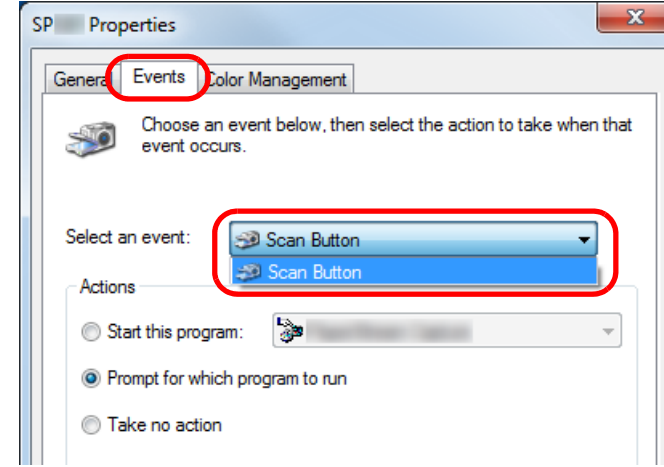 SP Properties
General Events Color Management
Choose an event below, then select the action to take when that
event occurs.
Select an event: Scan Button
Scan Button
Actions
Start this program:
Prompt for which program to run
Take no action